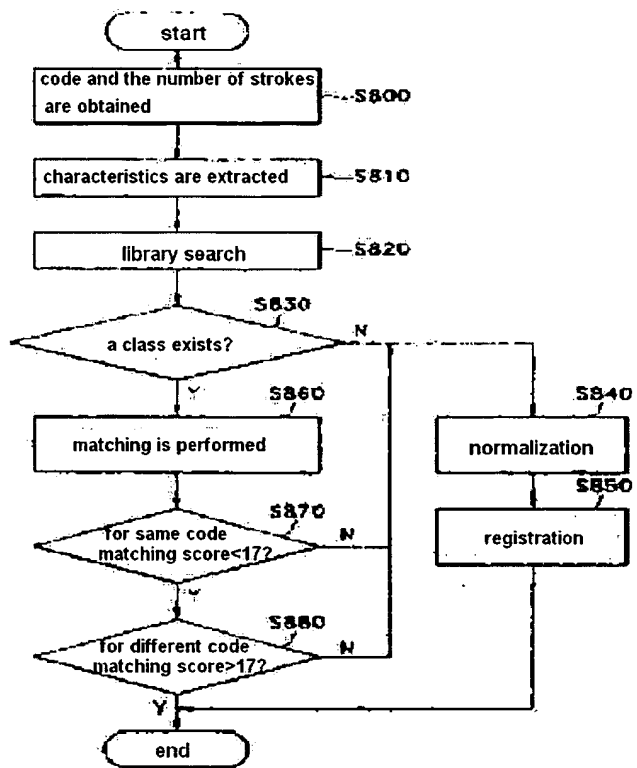 start
code and the number of strokes
are obtained
S800
characteristics are extracted
S810
library search
S820
S830
a class exists?
N
Y
S860
matching is performed
S840
normalization
S850
registration
S870
for same code
matching score<17?
N
Y
S880
for different code
matching score>17?
N
Y
end